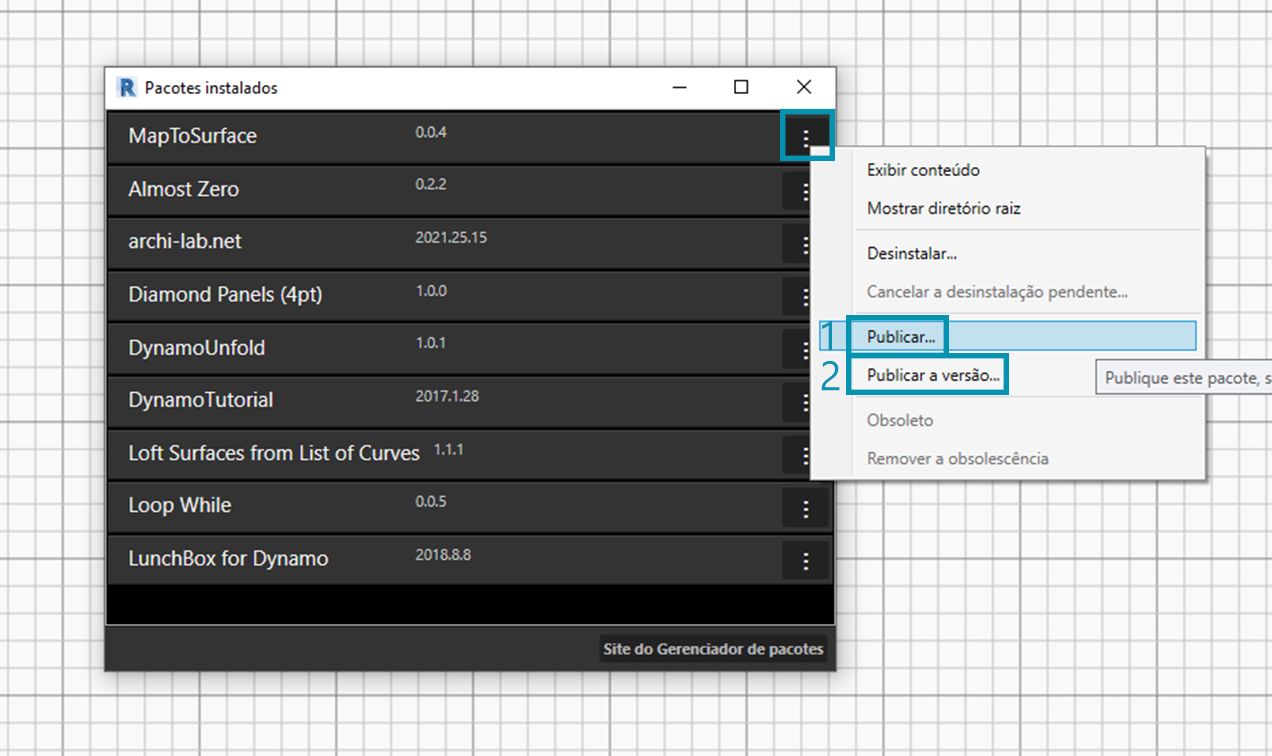 R Pacotes instalados
MapToSurface 0.0.4
Almost Zero 0.2.2
archi-lab.net 2021.25.15
Diamond Panels (4pt) 1.0.0
DynamoUnfold 1.0.1
DynamoTutorial 2017.1.28
Loft Surfaces from List of Curves 1.1.1
Loop While 0.0.5
LunchBox for Dynamo 2018.8.8
Site do Gerenciador de pacotes
Exibir conteúdo
Mostrar diretório raiz
Desinstalar...
Cancelar a desinstalação pendente...
1 Publicar...
2 Publicar a versão...
Publique este pacote, s
Obsoleto
Remover a obsolescência